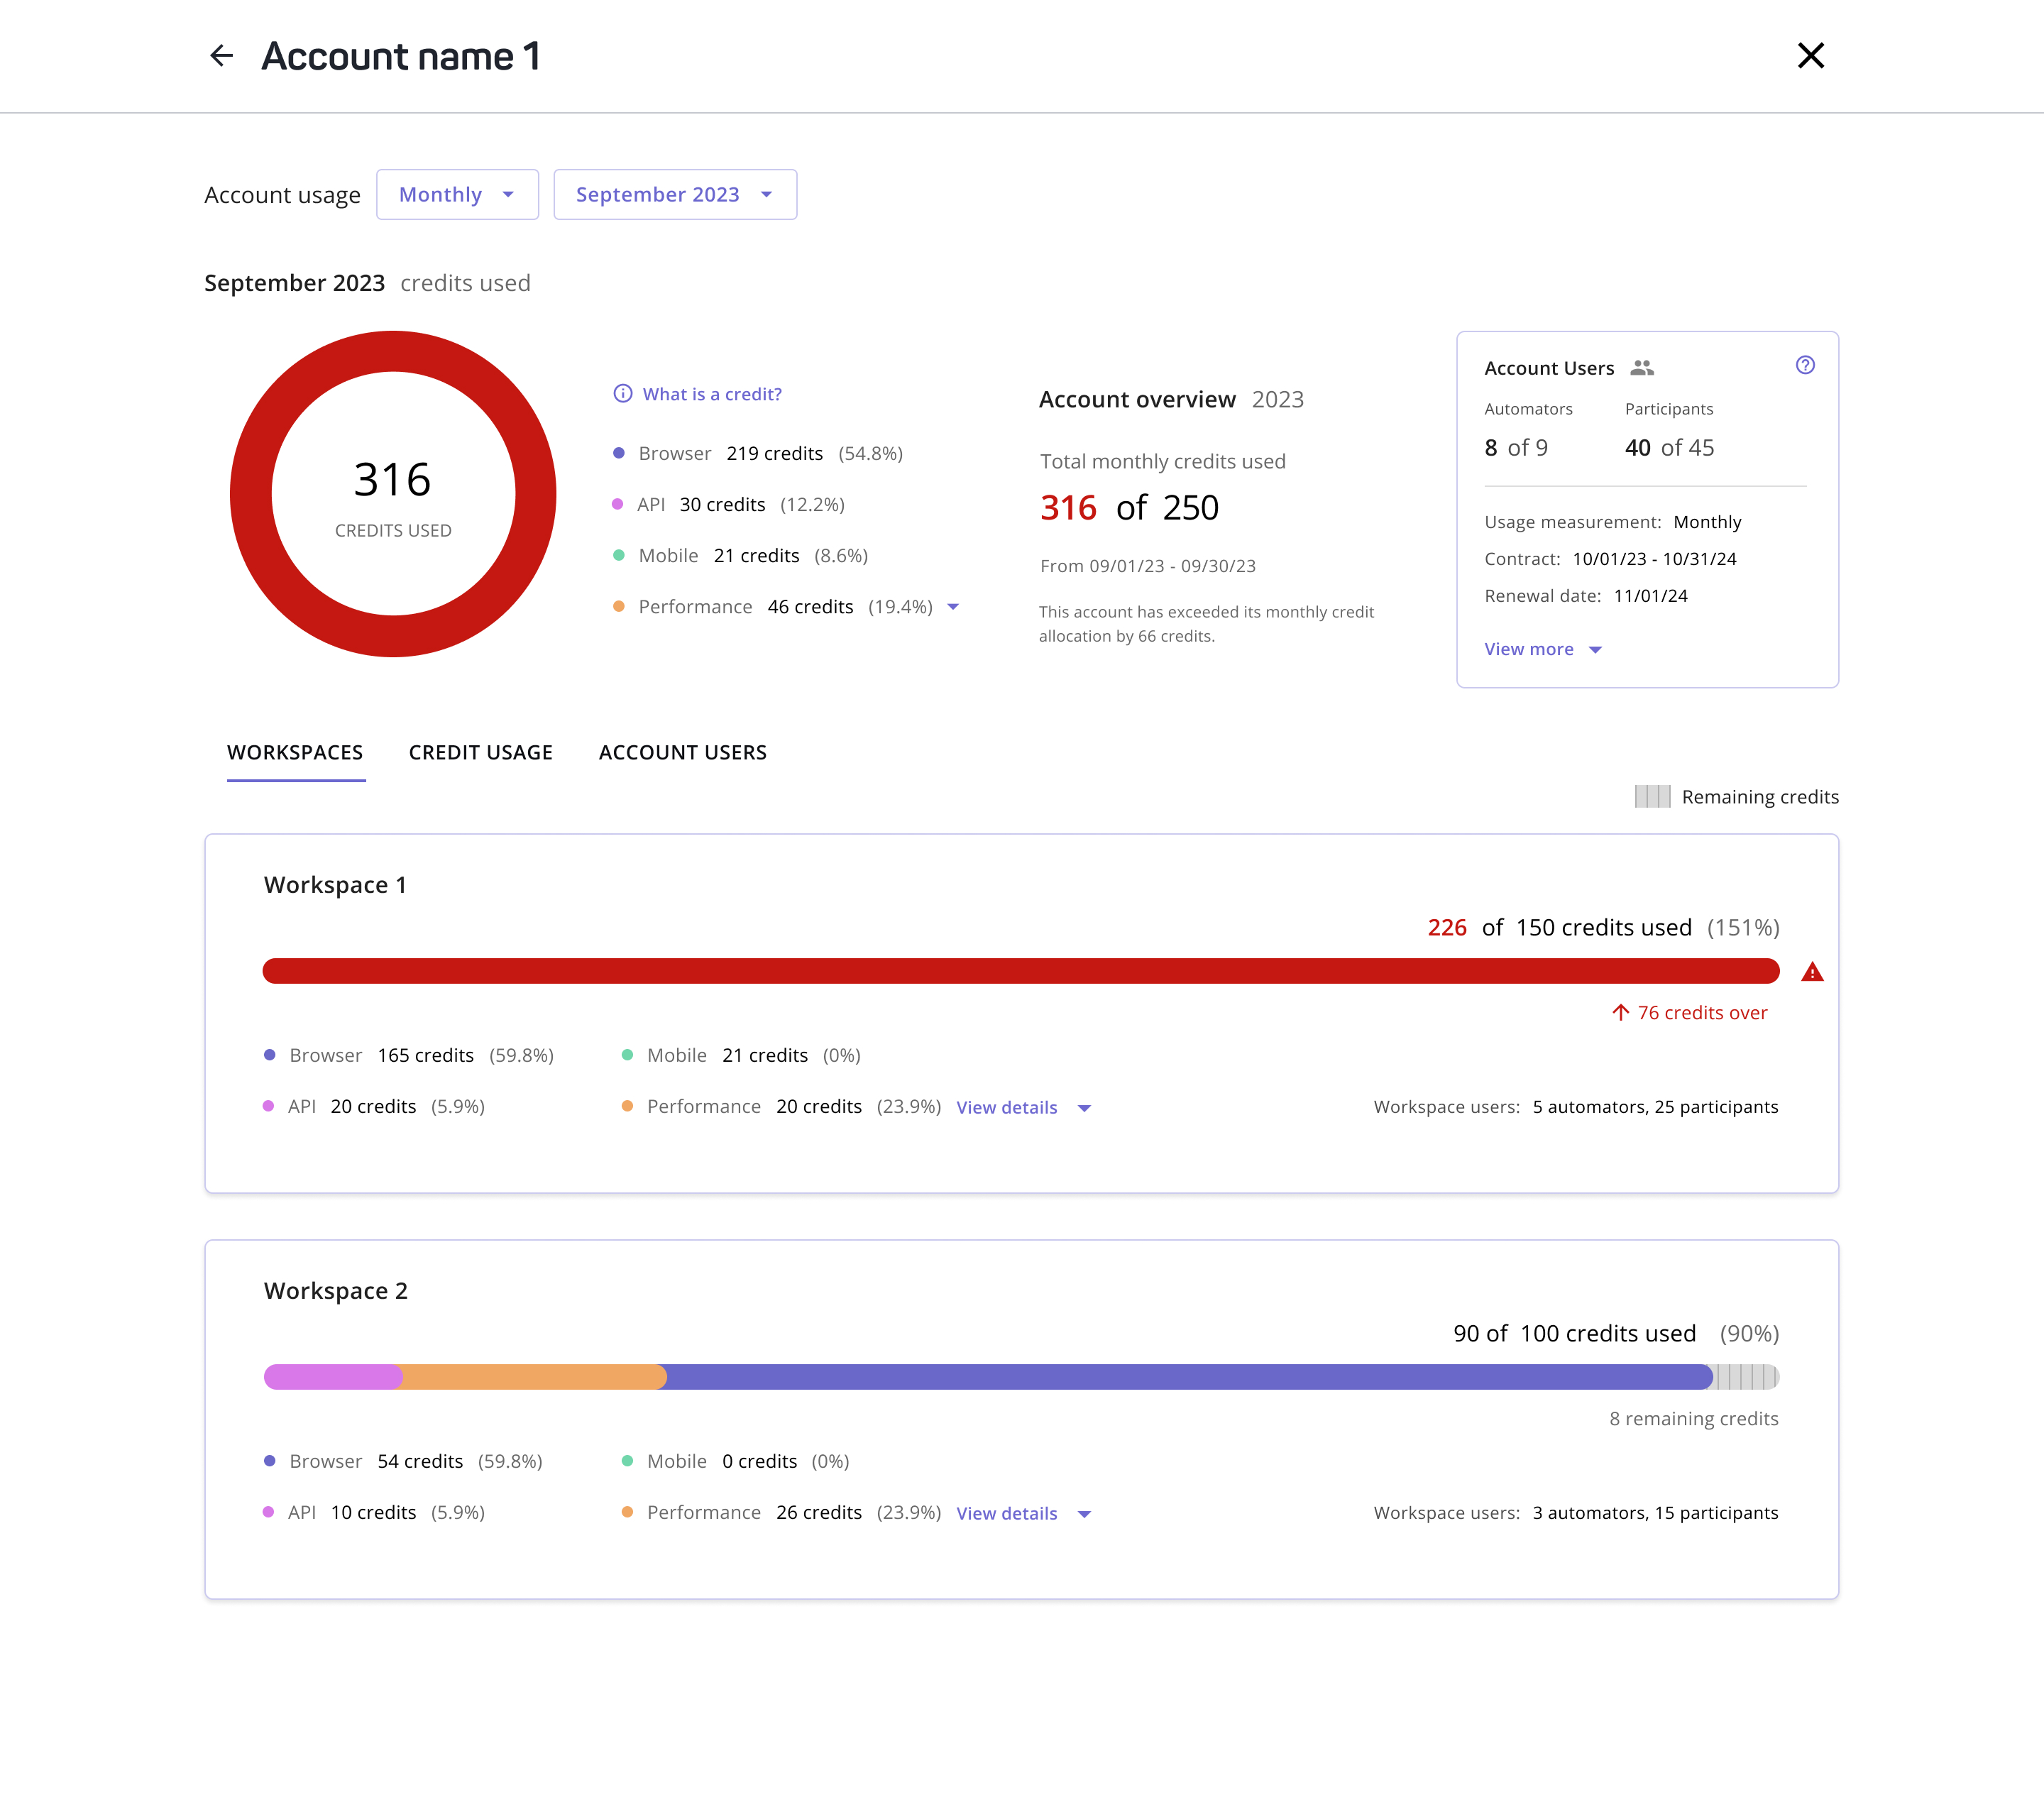 Account name 1
Account usage Monthly September 2023
September 2023 credits used
316
CREDITS USED
What is a credit?
Browser 219 credits (54.8%)
API 30 credits (12.2%)
Mobile 21 credits (8.6%)
Performance 46 credits (19.4%)
Account overview 2023
Total monthly credits used
316 of 250
From 09/01/23 - 09/30/23
This account has exceeded its monthly credit
allocation by 66 credits.
Account Users
Automators Participants
8 of 9 40 of 45
Usage measurement: Monthly
Contract: 10/01/23 - 10/31/24
Renewal date: 11/01/24
View more
WORKSPACES CREDIT USAGE ACCOUNT USERS
Remaining credits
Workspace 1
226 of 150 credits used (151%)
76 credits over
Browser 165 credits (59.8%) Mobile 21 credits (0%)
API 20 credits (5.9%) Performance 20 credits (23.9%) View details Workspace users: 5 automators, 25 participants
Workspace 2
90 of 100 credits used (90%)
8 remaining credits
Browser 54 credits (59.8%) Mobile 0 credits (0%)
API 10 credits (5.9%) Performance 26 credits (23.9%) View details Workspace users: 3 automators, 15 participants